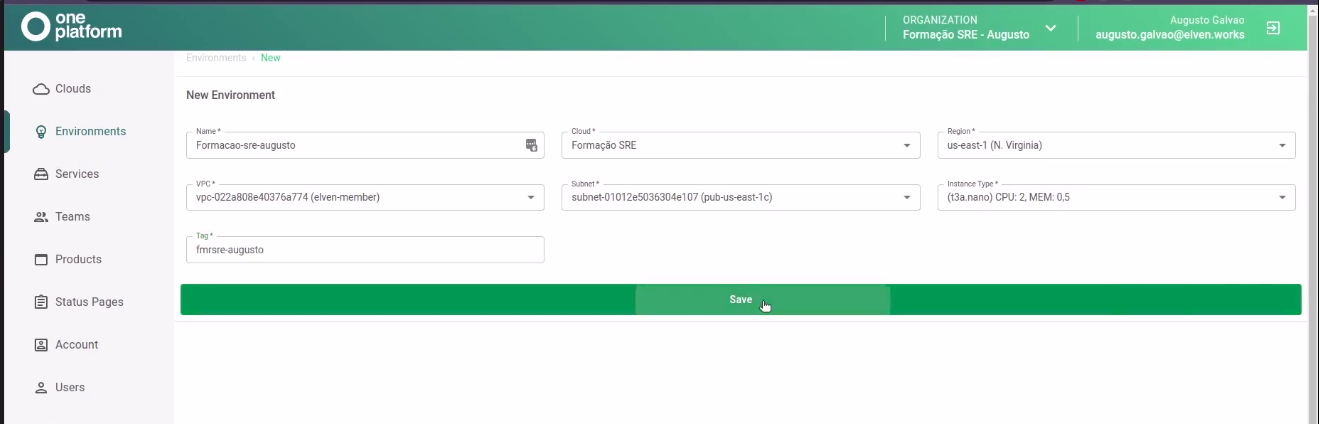 one
platform
ORGANIZATION
Formação SRE - Augusto
Augusto Galvao
augusto.galvao@elven.works
Clouds
Environments
Services
Teams
Products
Status Pages
Account
Users
Environments › New
New Environment
Name *
Formacao-sre-augusto
Cloud *
Formação SRE
Region *
us-east-1 (N. Virginia)
VPC *
vpc-022a808e40376a774 (elven-member)
Subnet *
subnet-01012e5036304e107 (pub-us-east-1c)
Instance Type *
(t3a.nano) CPU: 2, MEM: 0,5
Tag *
fmrsre-augusto
Save